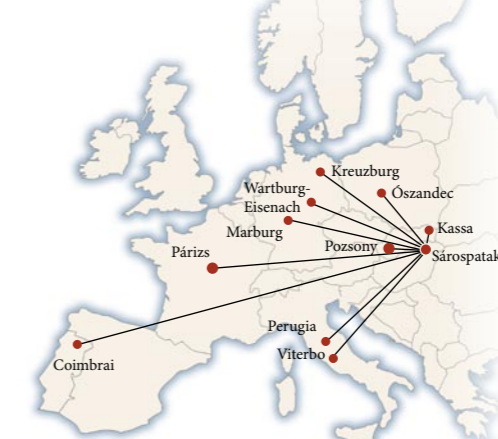 Kreuzburg
Wartburg-
Eisenach
Ószandec
Marburg
Kassa
Pozsony
Sárospatak
Párizs
Perugia
Viterbo
Coimbrai